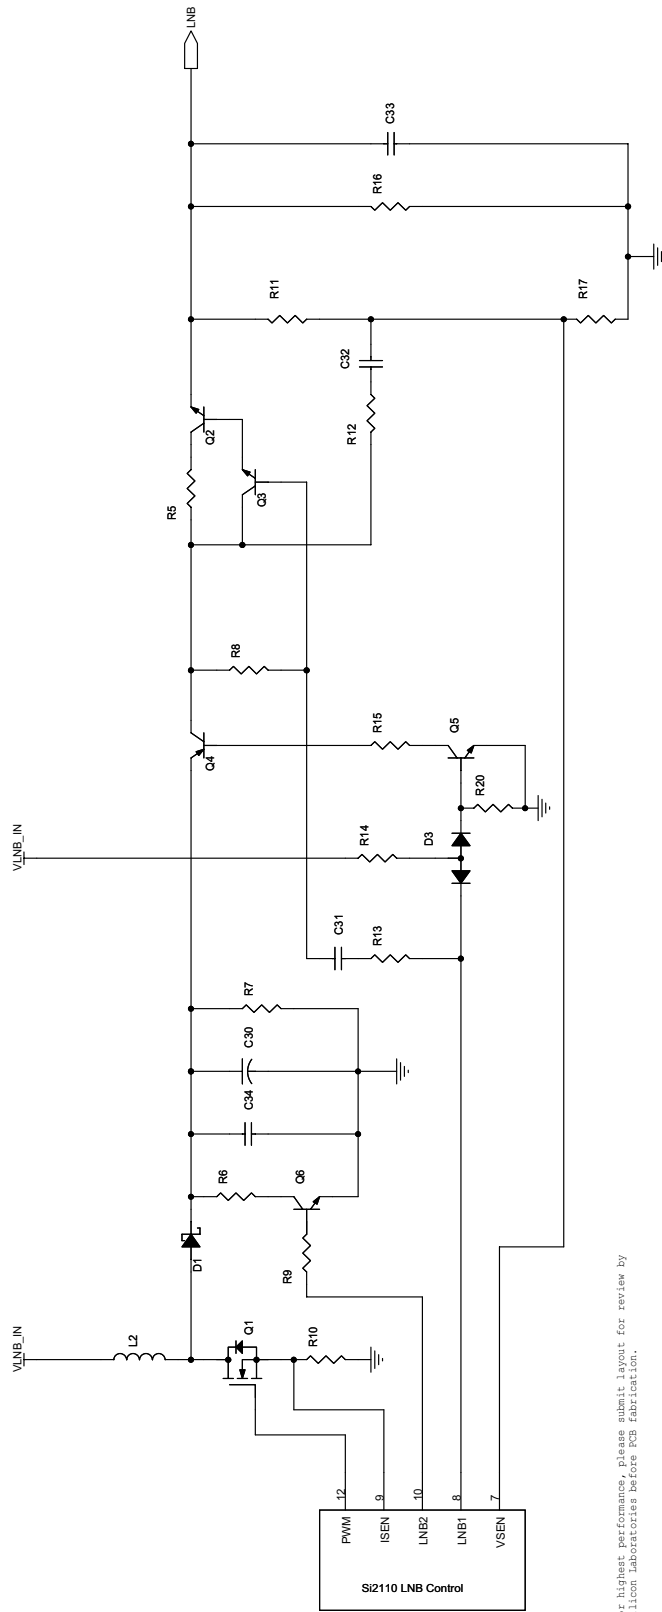 VLNB_IN
VLNB_IN
LNB
L2
D1
R5
Q2
Q4
R6
R8
Q1
C34
C30
R7
Q3
R11
R9
Q6
R10
C31
C32
R12
R14
R15
R13
R16
C33
D3
R20
Q5
R17
PWM 12
ISEN 9
LNB2 10
LNB1 8
VSEN 7
Si2110 LNB Control
or highest performance, please submit layout for review by
licon Laboratories before PCB fabrication.